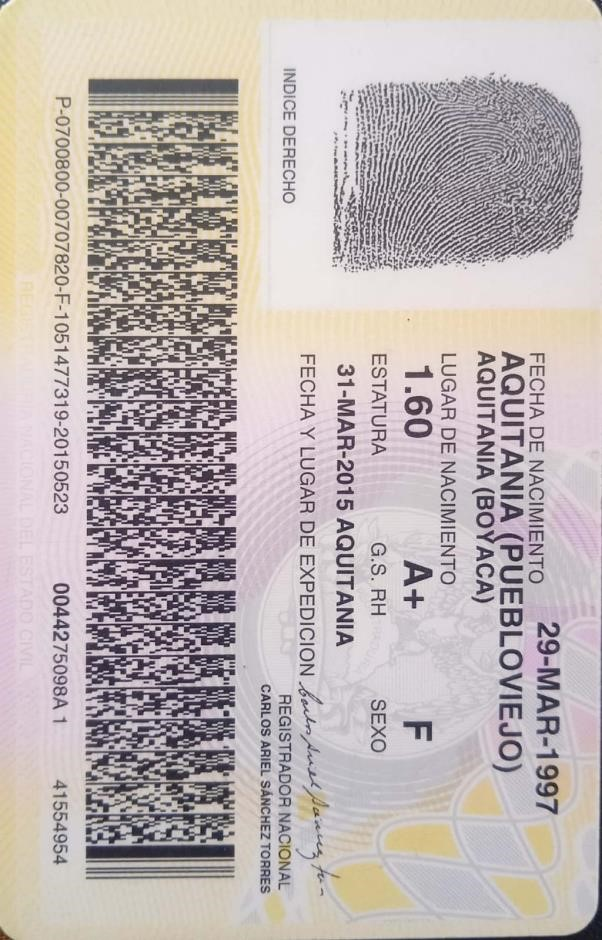 FECHA DE NACIMIENTO 29-MAR-1997
AQUITANIA (PUEBLOVIEJO)
AQUITANIA (BOYACA)
LUGAR DE NACIMIENTO
1.60 A+ F
ESTATURA G.S. RH SEXO
31-MAR-2015 AQUITANIA
FECHA Y LUGAR DE EXPEDICION
INDICE DERECHO
REGISTRADOR NACIONAL
CARLOS ARIEL SÁNCHEZ TORRES
P-0700800-00707820-F-1051477319-20150523 0044275098A 1 41554954
NACIONAL DEL ESTADO CIVIL